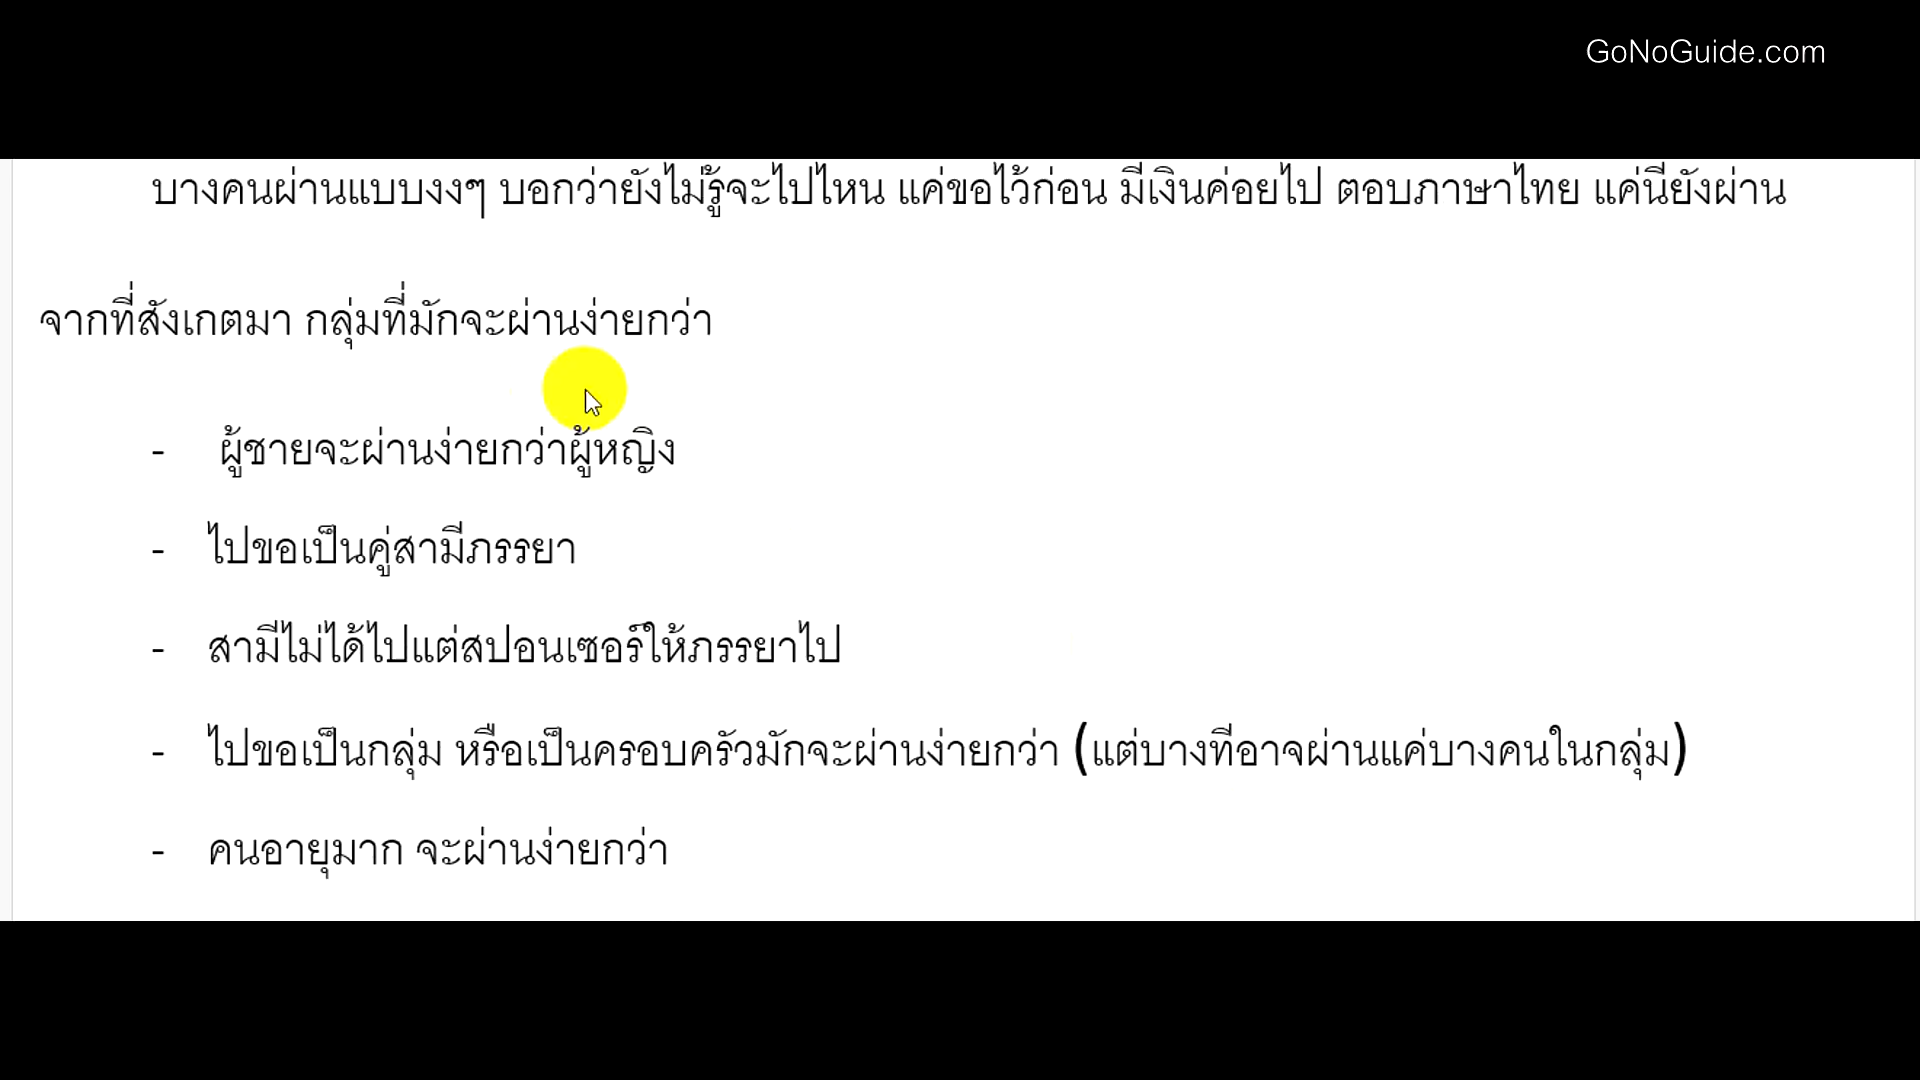 GoNoGuide.com
บางคนผ่านแบบงงๆ บอกว่ายังไม่รู้จะไปไหน แค่ขอไว้ก่อน มีเงินค่อยไป ตอบภาษาไทย แค่นี้ยังผ่าน
จากที่สังเกตมา กลุ่มที่มักจะผ่านง่ายกว่า
- ผู้ชายจะผ่านง่ายกว่าผู้หญิง
- ไปขอเป็นคู่สามีภรรยา
- สามีไม่ได้ไปแต่สปอนเซอร์ให้ภรรยาไป
- ไปขอเป็นกลุ่ม หรือเป็นครอบครัวมักจะผ่านง่ายกว่า (แต่บางทีอาจผ่านแค่บางคนในกลุ่ม)
- คนอายุมาก จะผ่านง่ายกว่า